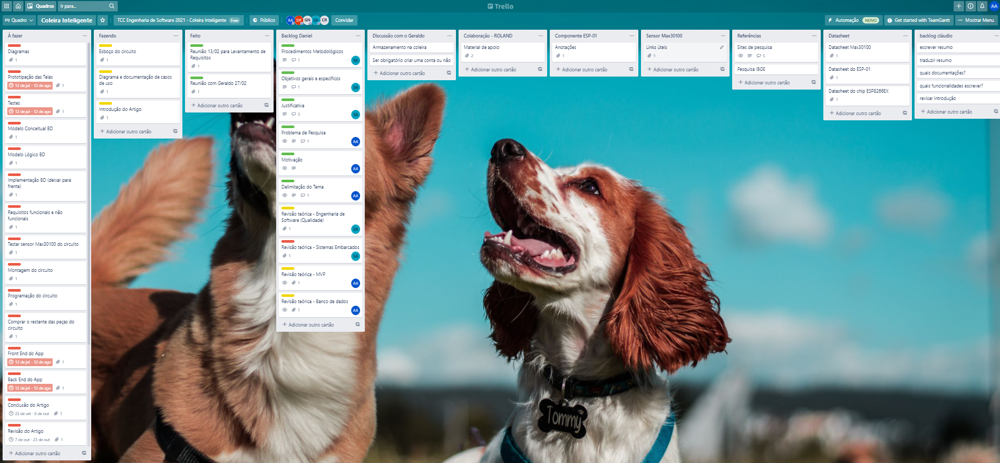 Quadros
Ir para...
Trello
AA
Quadro
Coleira Inteligente
TCC Engenharia de Software 2021 - Coleira Inteligente Free
Público
AA DP GN SA CR
Convidar
Automação NOVO
Get started with TeamGantt
Mostrar Menu
À fazer
Diagramas
1
Prototipação das Telas
12 de jul - 12 de ago 1
Testes
12 de jul - 12 de ago 1
Modelo Conceitual BD
1
Modelo Lógico BD
1
Implementação BD (deixar para
frente)
1
Requisitos funcionais e não
funcionais
1
Testar sensor Max30100 do circuito
1
Montagem do circuito
1
Programação do circuito
1
Comprar o restante das peças do
circuito
1
Front End do App
12 de jul - 12 de ago 1
Back End do App
12 de jul - 12 de ago 1
Conclusão do Artigo
23 de set - 6 de out 1
Revisão do Artigo
7 de out - 23 de out 1
Adicionar outro cartão
Fazendo
Esboço do circuito
1
Diagrama e documentação de casos
de uso
1
Introdução do Artigo
1
Adicionar outro cartão
Feito
Reunião 13/02 para Levantamento de
Requisitos
1
Reunião com Geraldo 27/02
1
Adicionar outro cartão
Backlog Daniel
Procedimentos Metodológicos
1 SA
Objetivos gerais e específicos
1 SA
Justificativa
3 SA
Problema de Pesquisa
1 AA
Motivação
AA
Delimitação do Tema
1 AA
Revisão teórica - Engenharia de
Software (Qualidade)
1 SA
Revisão teórica - Sistemas Embarcados
1 SA
Revisão teórica - MVP
1 AA
Revisão teórica - Banco de dados
1 AA
Adicionar outro cartão
Discussão com o Geraldo
Armazenamento na coleira
Ser obrigatório criar uma conta ou não
Adicionar outro cartão
Colaboração - ROLAND
Material de apoio
2
Adicionar outro cartão
Componente ESP-01
Anotações
1
Adicionar outro cartão
Sensor Max30100
Links úteis
1
Adicionar outro cartão
Referências
Sites de pesquisa
5
Pesquisa IBGE
Adicionar outro cartão
Datasheet
Datasheet Max30100
1
Datasheet do ESP-01
1
Datasheet do chip ESP8266EX
1
Adicionar outro cartão
backlog cláudio
escrever resumo
traduzir resumo
quais documentações?
quais funcionalidades escrever?
revisar introdução
Adicionar outro cartão
Tommy